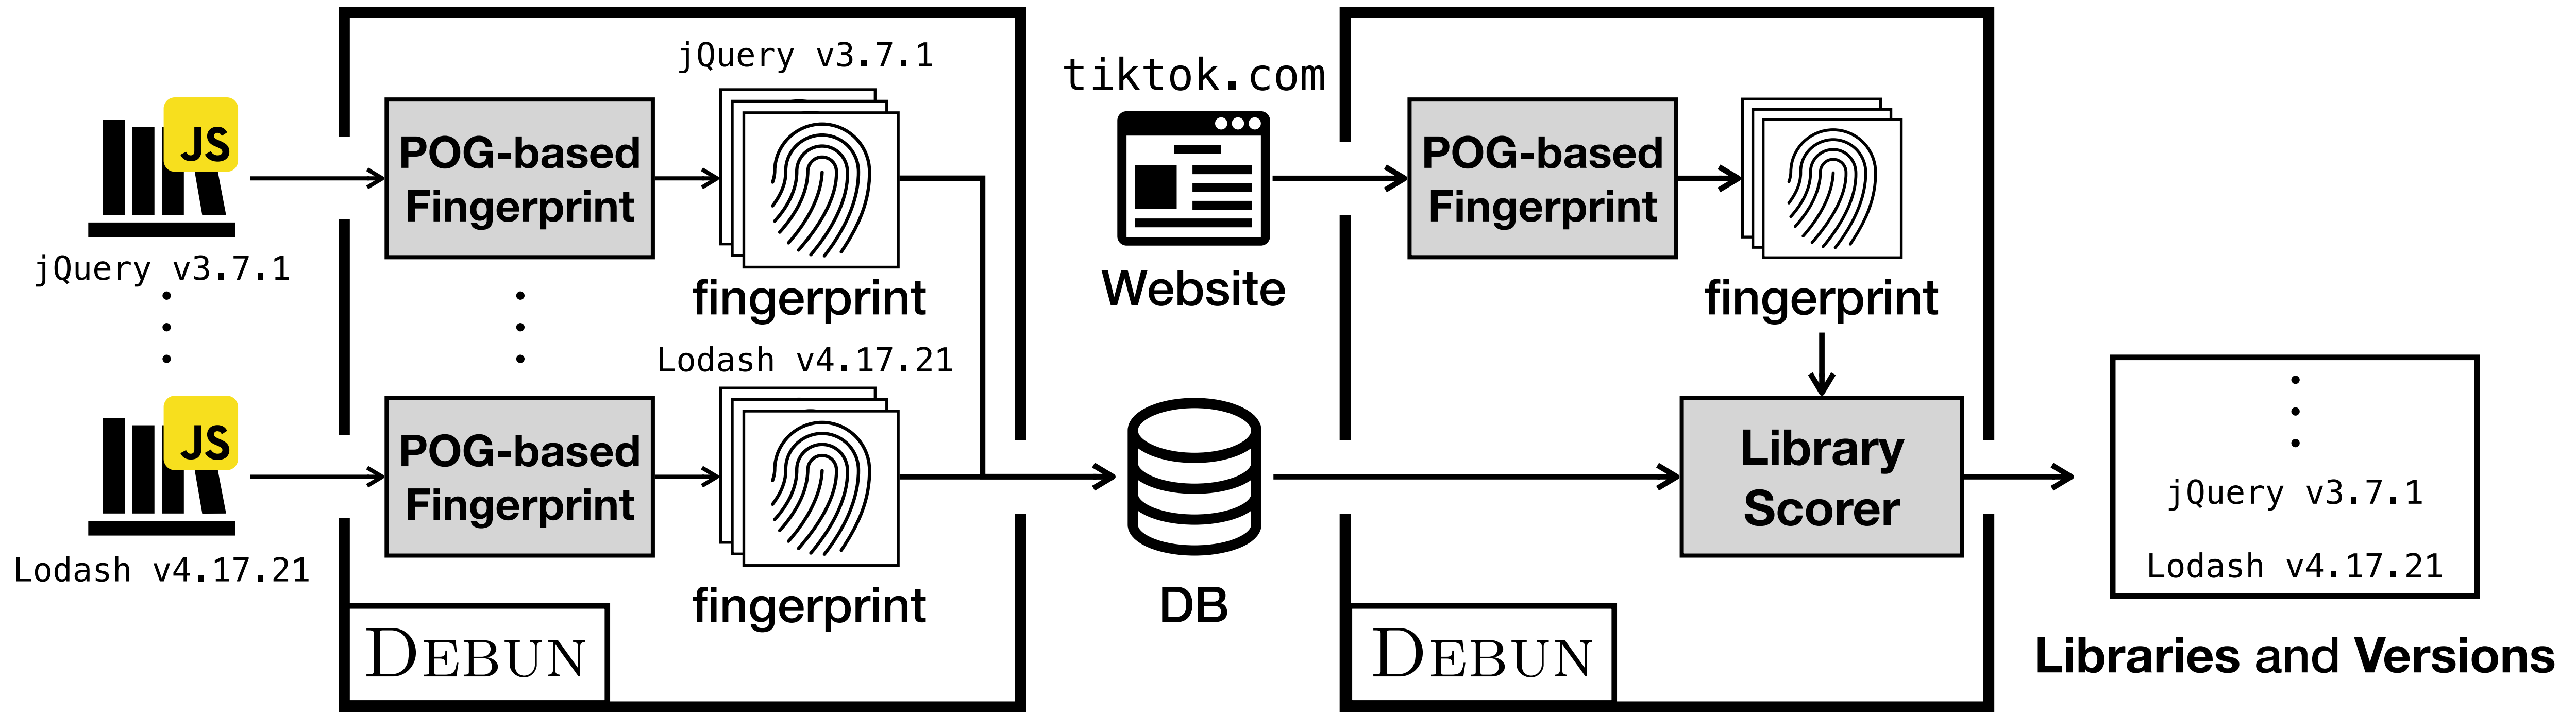 JS
jQuery v3.7.1
JS
Lodash v4.17.21
POG-based
Fingerprint
jQuery v3.7.1
fingerprint
POG-based
Fingerprint
Lodash v4.17.21
fingerprint
DEBUN
tiktok.com
Website
DB
POG-based
Fingerprint
fingerprint
Library
Scorer
DEBUN
jQuery v3.7.1
Lodash v4.17.21
Libraries and Versions